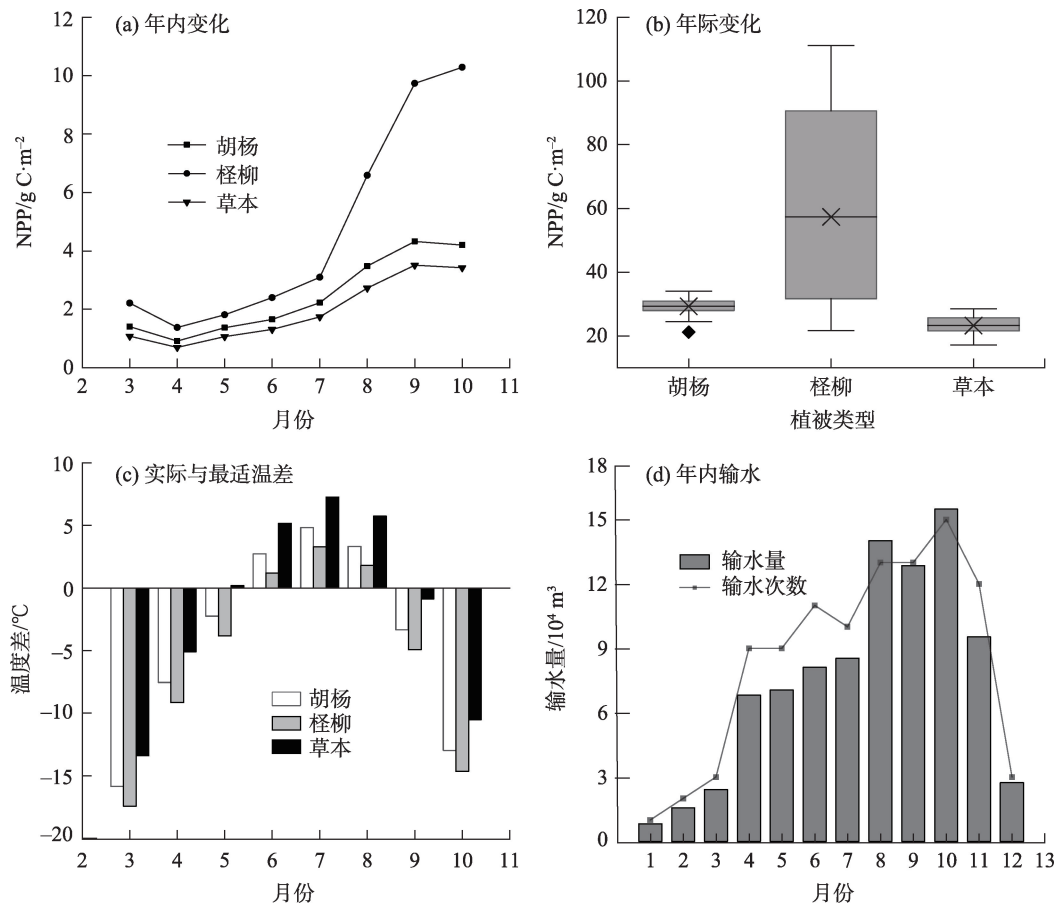 (a) 年内变化
12
10
8
6
4
2
0
NPP/g C·m⁻²
胡杨
柽柳
草本
2 3 4 5 6 7 8 9 10 11
月份
(b) 年际变化
120
100
80
60
40
20
NPP/g C·m⁻²
胡杨 柽柳 草本
植被类型
(c) 实际与最适温差
10
5
0
–5
–10
–15
–20
温度差/℃
胡杨
柽柳
草本
2 3 4 5 6 7 8 9 10 11
月份
(d) 年内输水
18
15
12
9
6
3
0
输水量/10⁴ m³
输水量
输水次数
1 2 3 4 5 6 7 8 9 10 11 12 13
月份